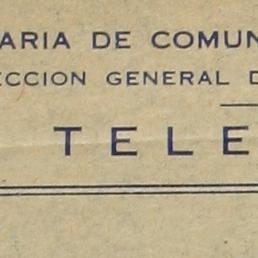 ARIA DE COMUN
ECCION GENERAL D
TELE